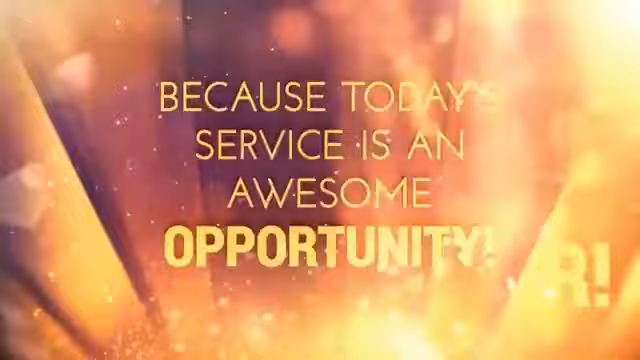 BECAUSE TODAY'S
SERVICE IS AN
AWESOME
OPPORTUNITY!
R!